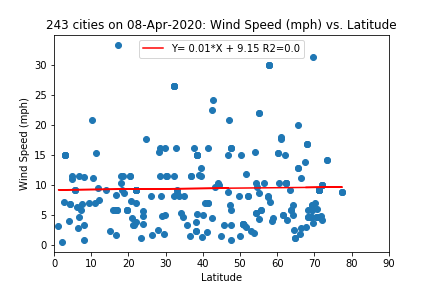 243 cities on 08-Apr-2020: Wind Speed (mph) vs. Latitude
Y= 0.01*X + 9.15 R2=0.0
30
25
20
15
10
5
0
Wind Speed (mph)
0 10 20 30 40 50 60 70 80 90
Latitude